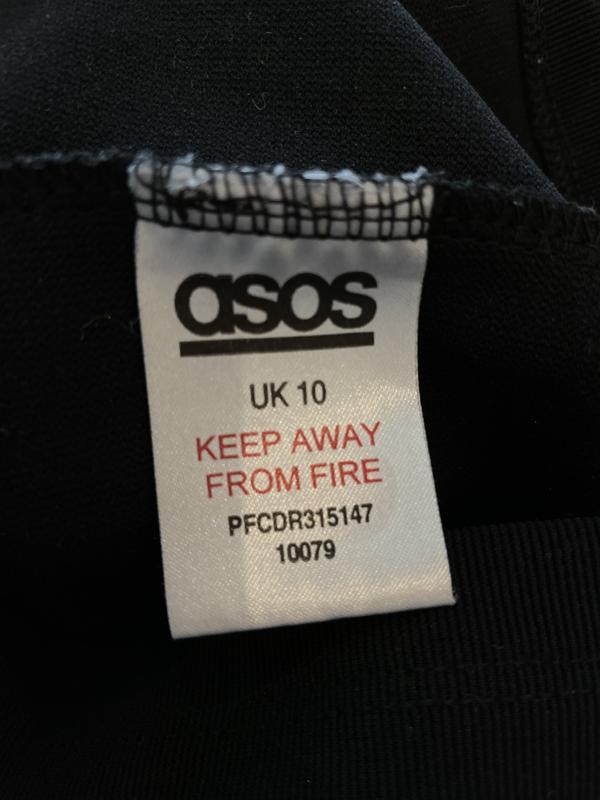 asos
UK 10
KEEP AWAY
FROM FIRE
PFCDR315147
10079